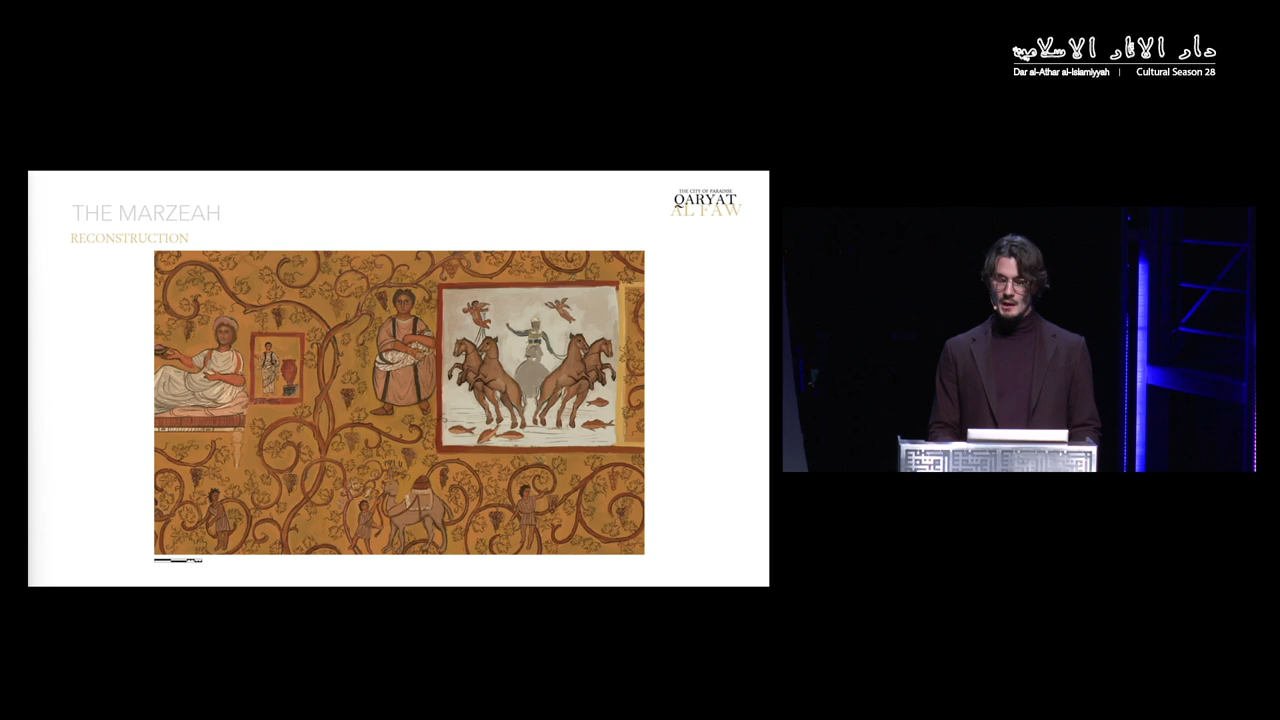 دار الآثار الإسلامية
Dar al-Athar al-Islamiyyah | Cultural Season 28
THE MARZEAH
RECONSTRUCTION
THE CITY OF PARADISE
QARYAT
AL FAW